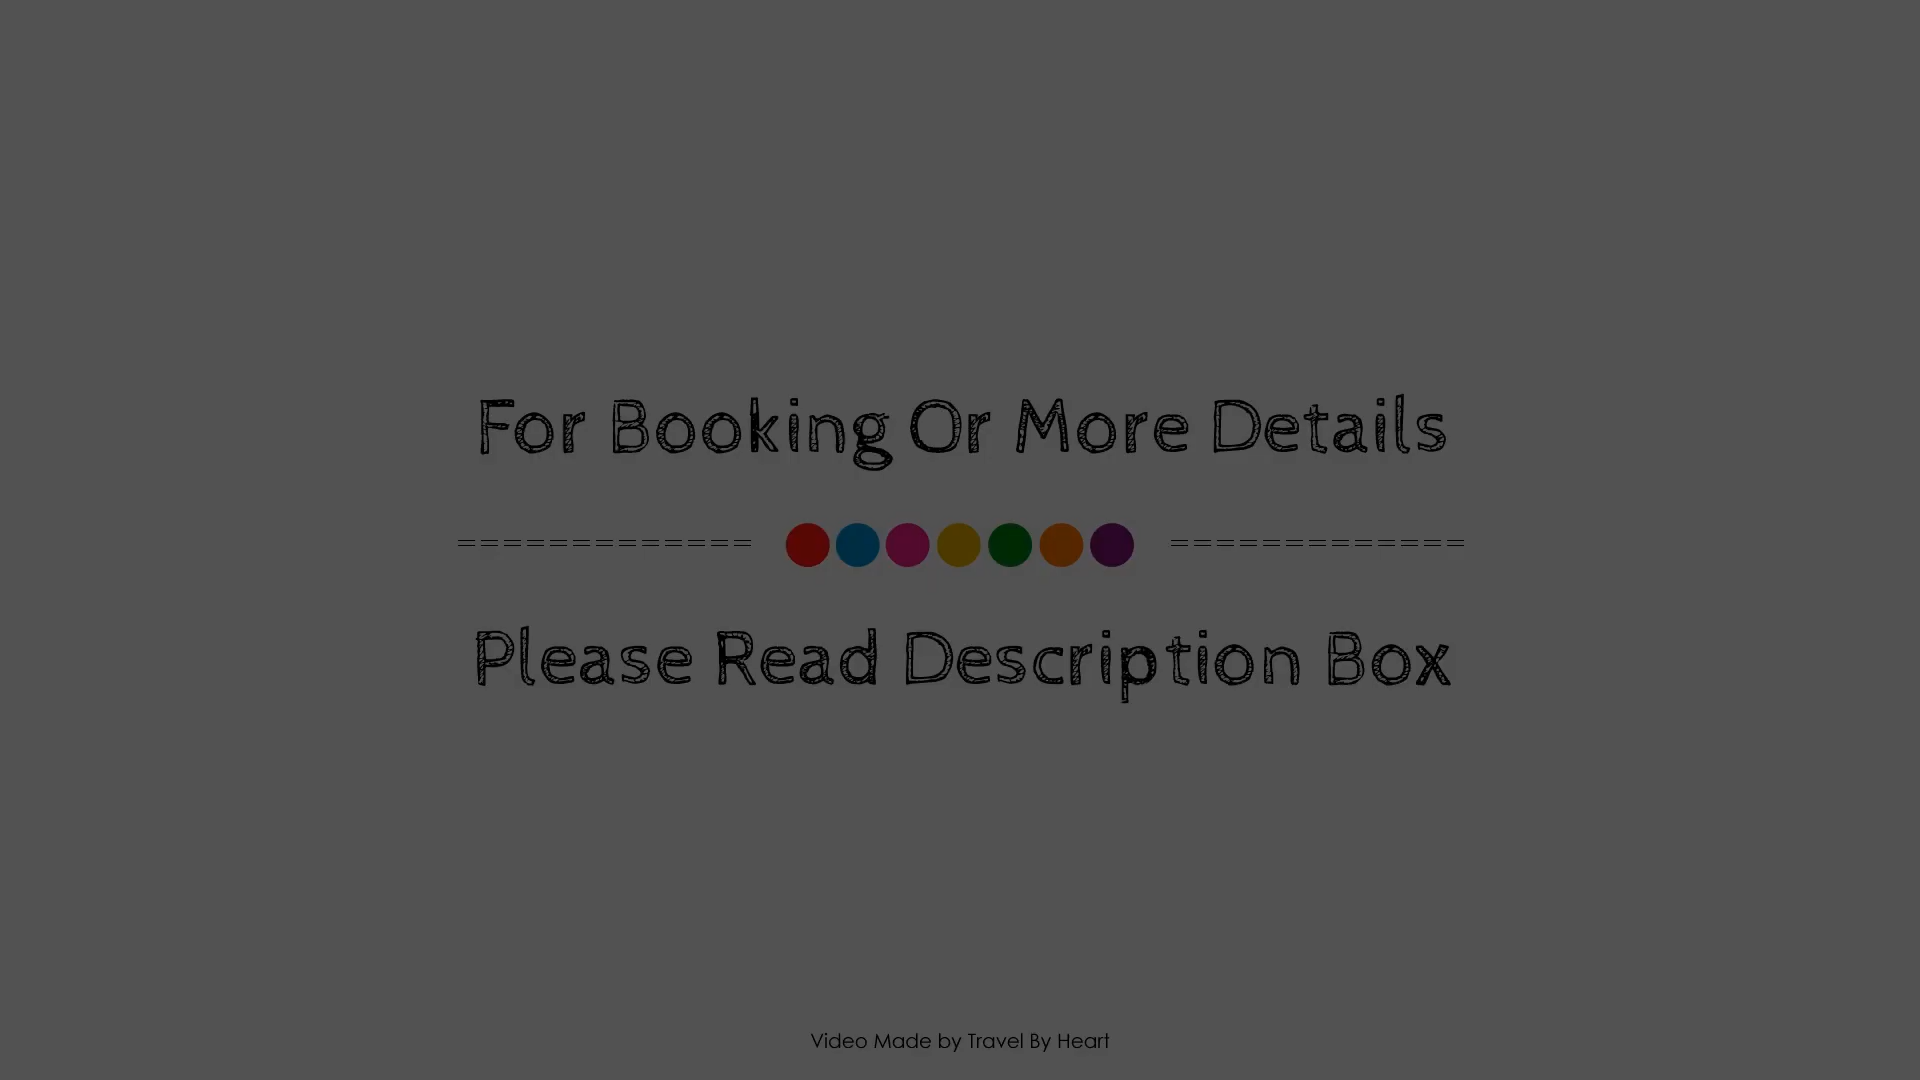 For Booking Or More Details
============= =============
Please Read Description Box
Video Made by Travel By Heart